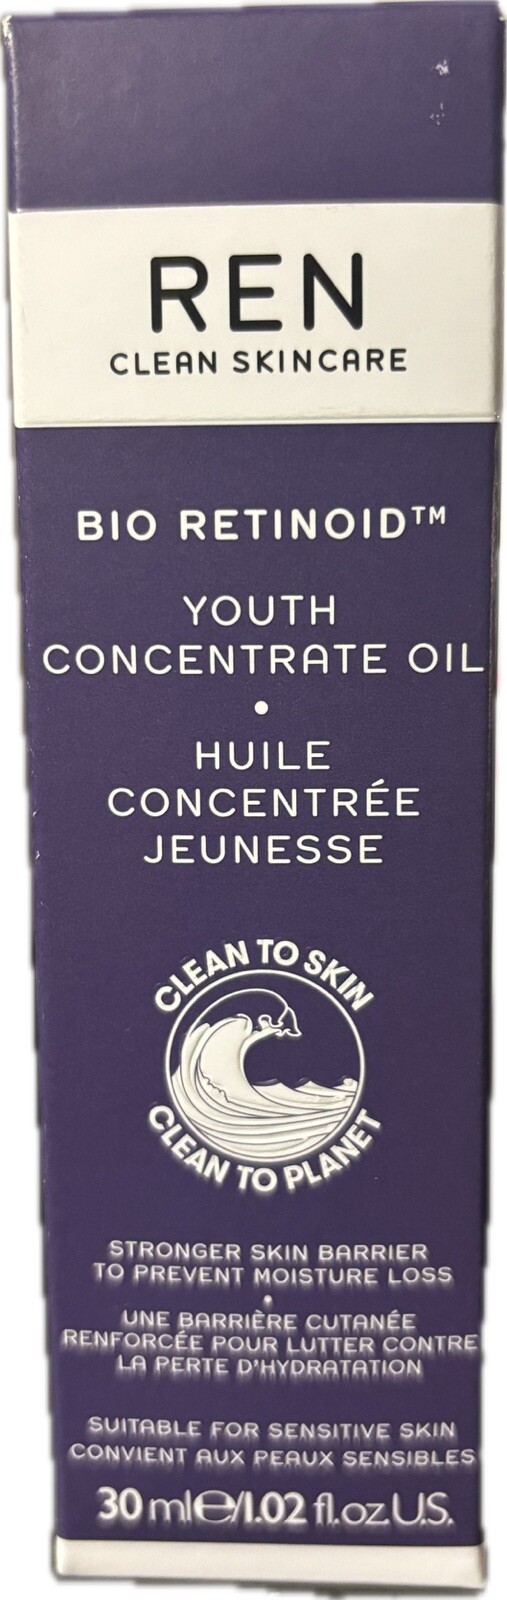 REN
CLEAN SKINCARE
BIO RETINOID™
YOUTH
CONCENTRATE OIL
•
HUILE
CONCENTRÉE
JEUNESSE
CLEAN TO SKIN
CLEAN TO PLANET
STRONGER SKIN BARRIER
TO PREVENT MOISTURE LOSS
•
UNE BARRIÈRE CUTANÉE
RENFORCÉE POUR LUTTER CONTRE
LA PERTE D'HYDRATATION
SUITABLE FOR SENSITIVE SKIN
CONVIENT AUX PEAUX SENSIBLES
30 ml℮/1.02 fl.oz.U.S.